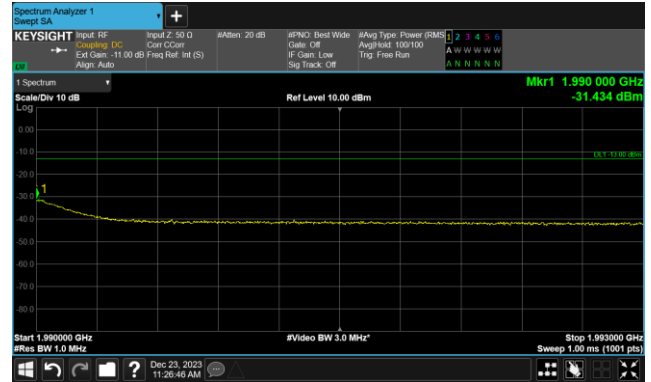 Spectrum Analyzer 1
Swept SA
+
KEYSIGHT Input: RF Input Z: 50 Ω #Atten: 20 dB #PNO: Best Wide #Avg Type: Power (RMS 1 2 3 4 5 6
Coupling: DC Corr CCorr Gate: Off Avg|Hold: 100/100 A W W W W W
Ext Gain: -11.00 dB Freq Ref: Int (S) IF Gain: Low Trig: Free Run
Align: Auto Sig Track: Off A N N N N N
1 Spectrum Mkr1 1.990 000 GHz
Scale/Div 10 dB Ref Level 10.00 dBm -31.434 dBm
Log
0.00
-10.0
DL1 -13.00 dBm
-20.0
1
-30.0
-40.0
-50.0
-60.0
-70.0
-80.0
Start 1.990000 GHz #Video BW 3.0 MHz* Stop 1.993000 GHz
#Res BW 1.0 MHz Sweep 1.00 ms (1001 pts)
? Dec 23, 2023
11:26:46 AM